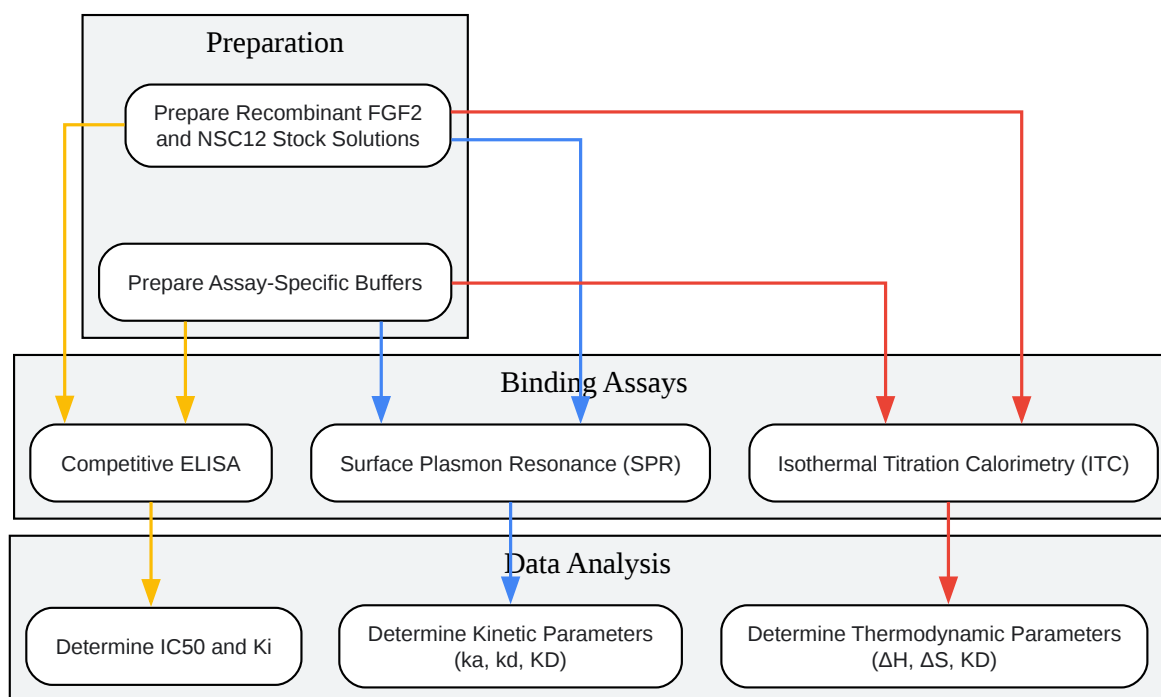 Preparation
Prepare Recombinant FGF2
and NSC12 Stock Solutions
Prepare Assay-Specific Buffers
Binding Assays
Competitive ELISA
Surface Plasmon Resonance (SPR)
Isothermal Titration Calorimetry (ITC)
Data Analysis
Determine IC50 and Ki
Determine Kinetic Parameters
(ka, kd, KD)
Determine Thermodynamic Parameters
(ΔH, ΔS, KD)